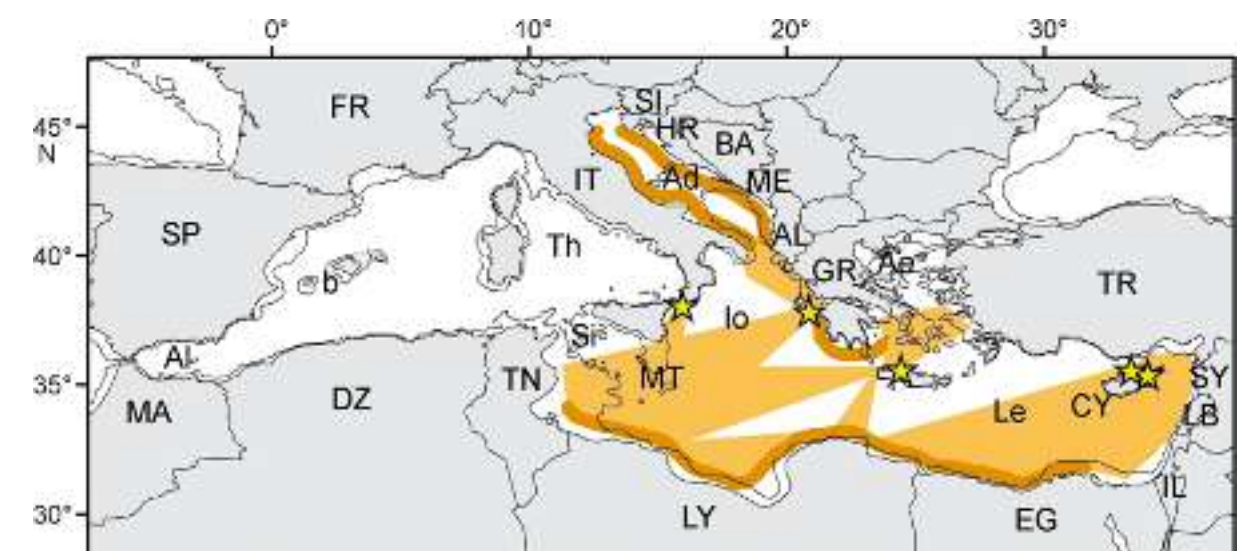 0° 10° 20° 30°
45°
N
40°
35°
30°
FR SI
HR BA
IT Ad ME
SP Th AL
b GR Ae TR
Io
Al Si
MA DZ TN MT Le CY SY
LB
IL
LY EG